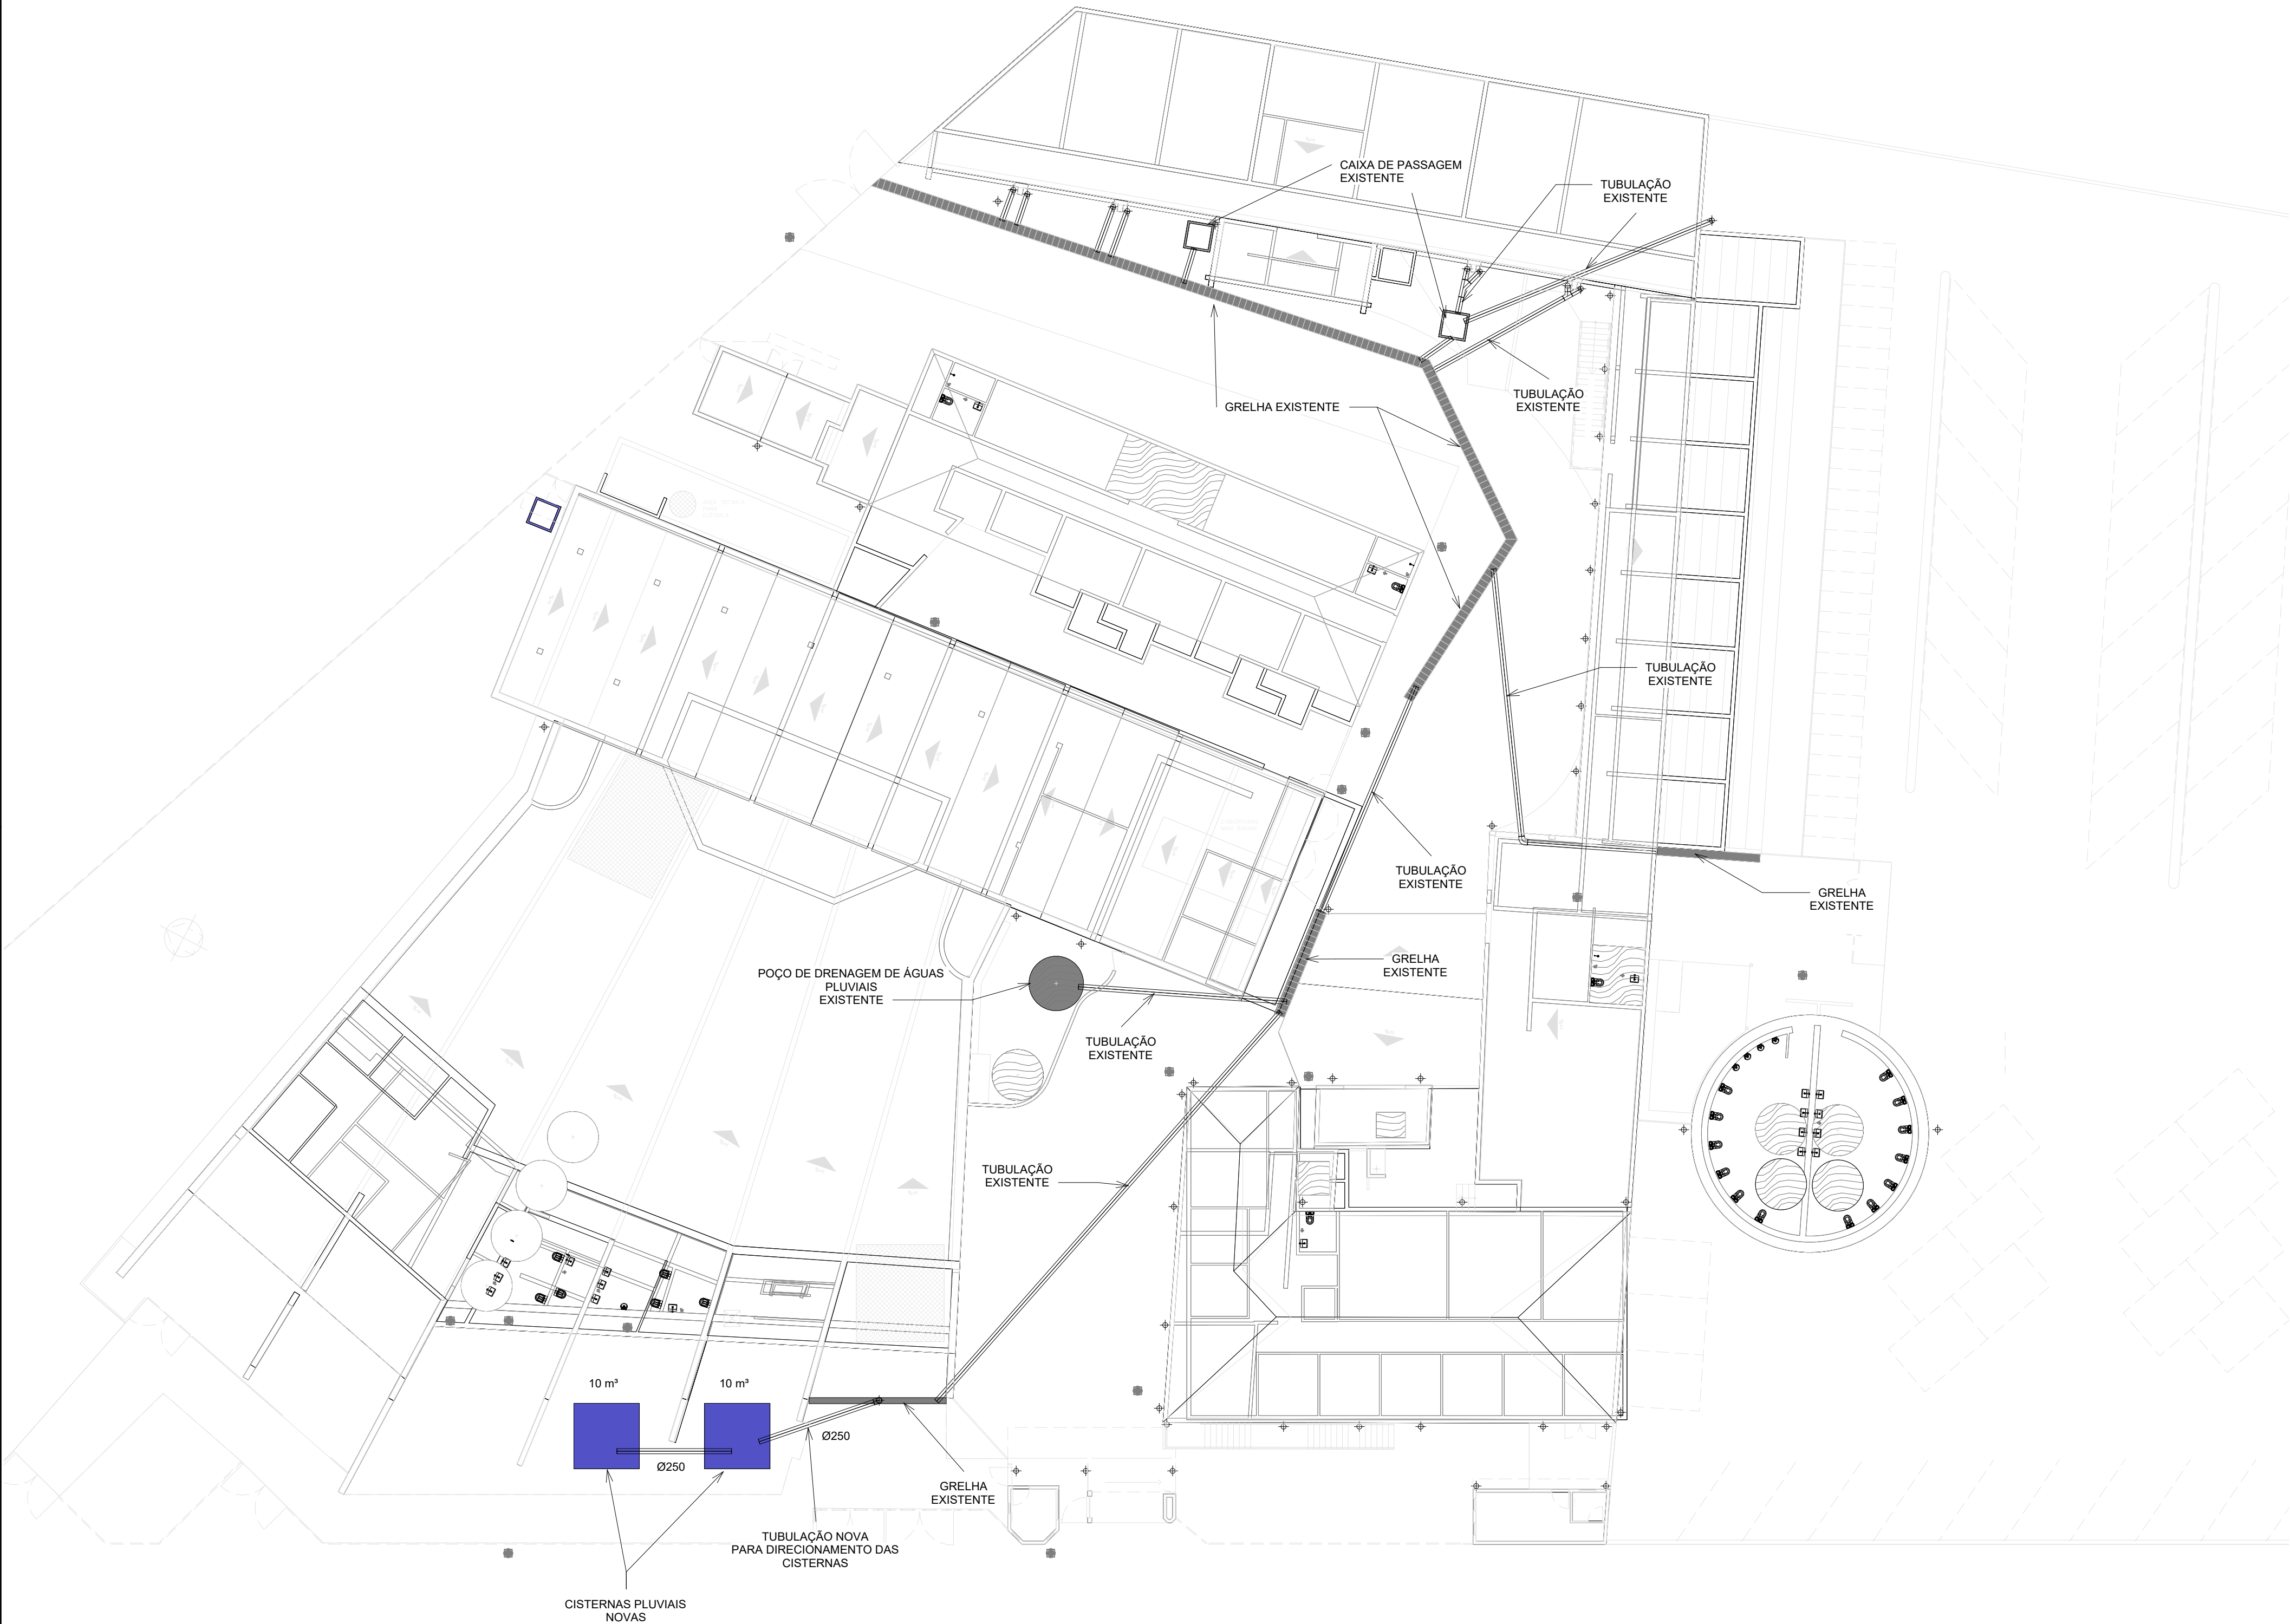 CAIXA DE PASSAGEM
EXISTENTE
TUBULAÇÃO
EXISTENTE
TUBULAÇÃO
EXISTENTE
GRELHA EXISTENTE
TUBULAÇÃO
EXISTENTE
TUBULAÇÃO
EXISTENTE
GRELHA
EXISTENTE
GRELHA
EXISTENTE
POÇO DE DRENAGEM DE ÁGUAS
PLUVIAIS
EXISTENTE
TUBULAÇÃO
EXISTENTE
TUBULAÇÃO
EXISTENTE
10 m³
10 m³
Ø250
Ø250
GRELHA
EXISTENTE
TUBULAÇÃO NOVA
PARA DIRECIONAMENTO DAS
CISTERNAS
CISTERNAS PLUVIAIS
NOVAS